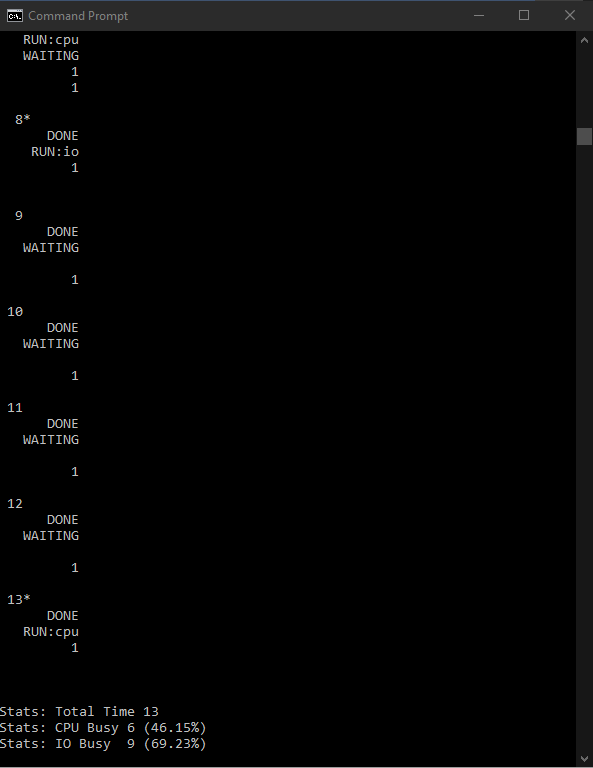 Command Prompt
RUN:cpu
WAITING
1
1
8*
DONE
RUN:io
1
9
DONE
WAITING
1
10
DONE
WAITING
1
11
DONE
WAITING
1
12
DONE
WAITING
1
13*
DONE
RUN:cpu
1
Stats: Total Time 13
Stats: CPU Busy 6 (46.15%)
Stats: IO Busy  9 (69.23%)